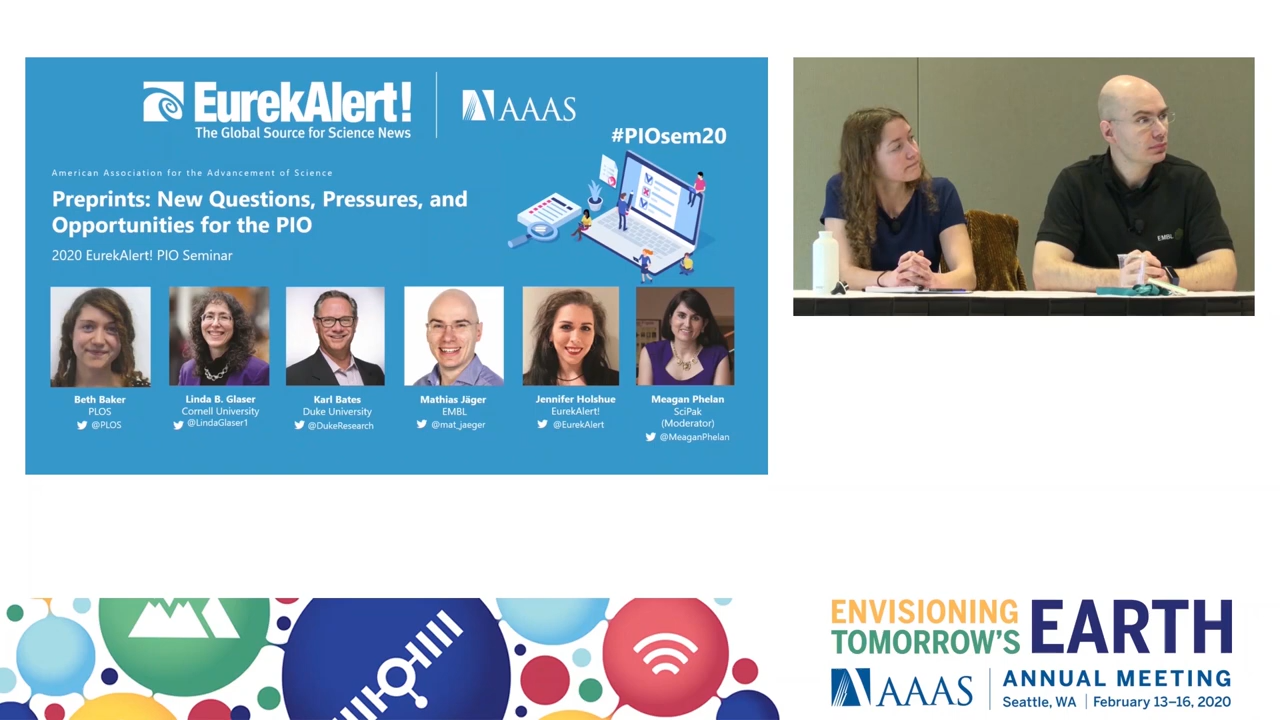 EurekAlert!
The Global Source for Science News
AAAS
#PIOsem20
American Association for the Advancement of Science
Preprints: New Questions, Pressures, and
Opportunities for the PIO
2020 EurekAlert! PIO Seminar
Beth Baker
PLOS
@PLOS
Linda B. Glaser
Cornell University
@LindaGlaser1
Karl Bates
Duke University
@DukeResearch
Mathias Jäger
EMBL
@mat_jaeger
Jennifer Holshue
EurekAlert!
@EurekAlert
Meagan Phelan
SciPak
(Moderator)
@MeaganPhelan
EMBL
ENVISIONING
TOMORROW'S
EARTH
AAAS
ANNUAL MEETING
Seattle, WA | February 13–16, 2020